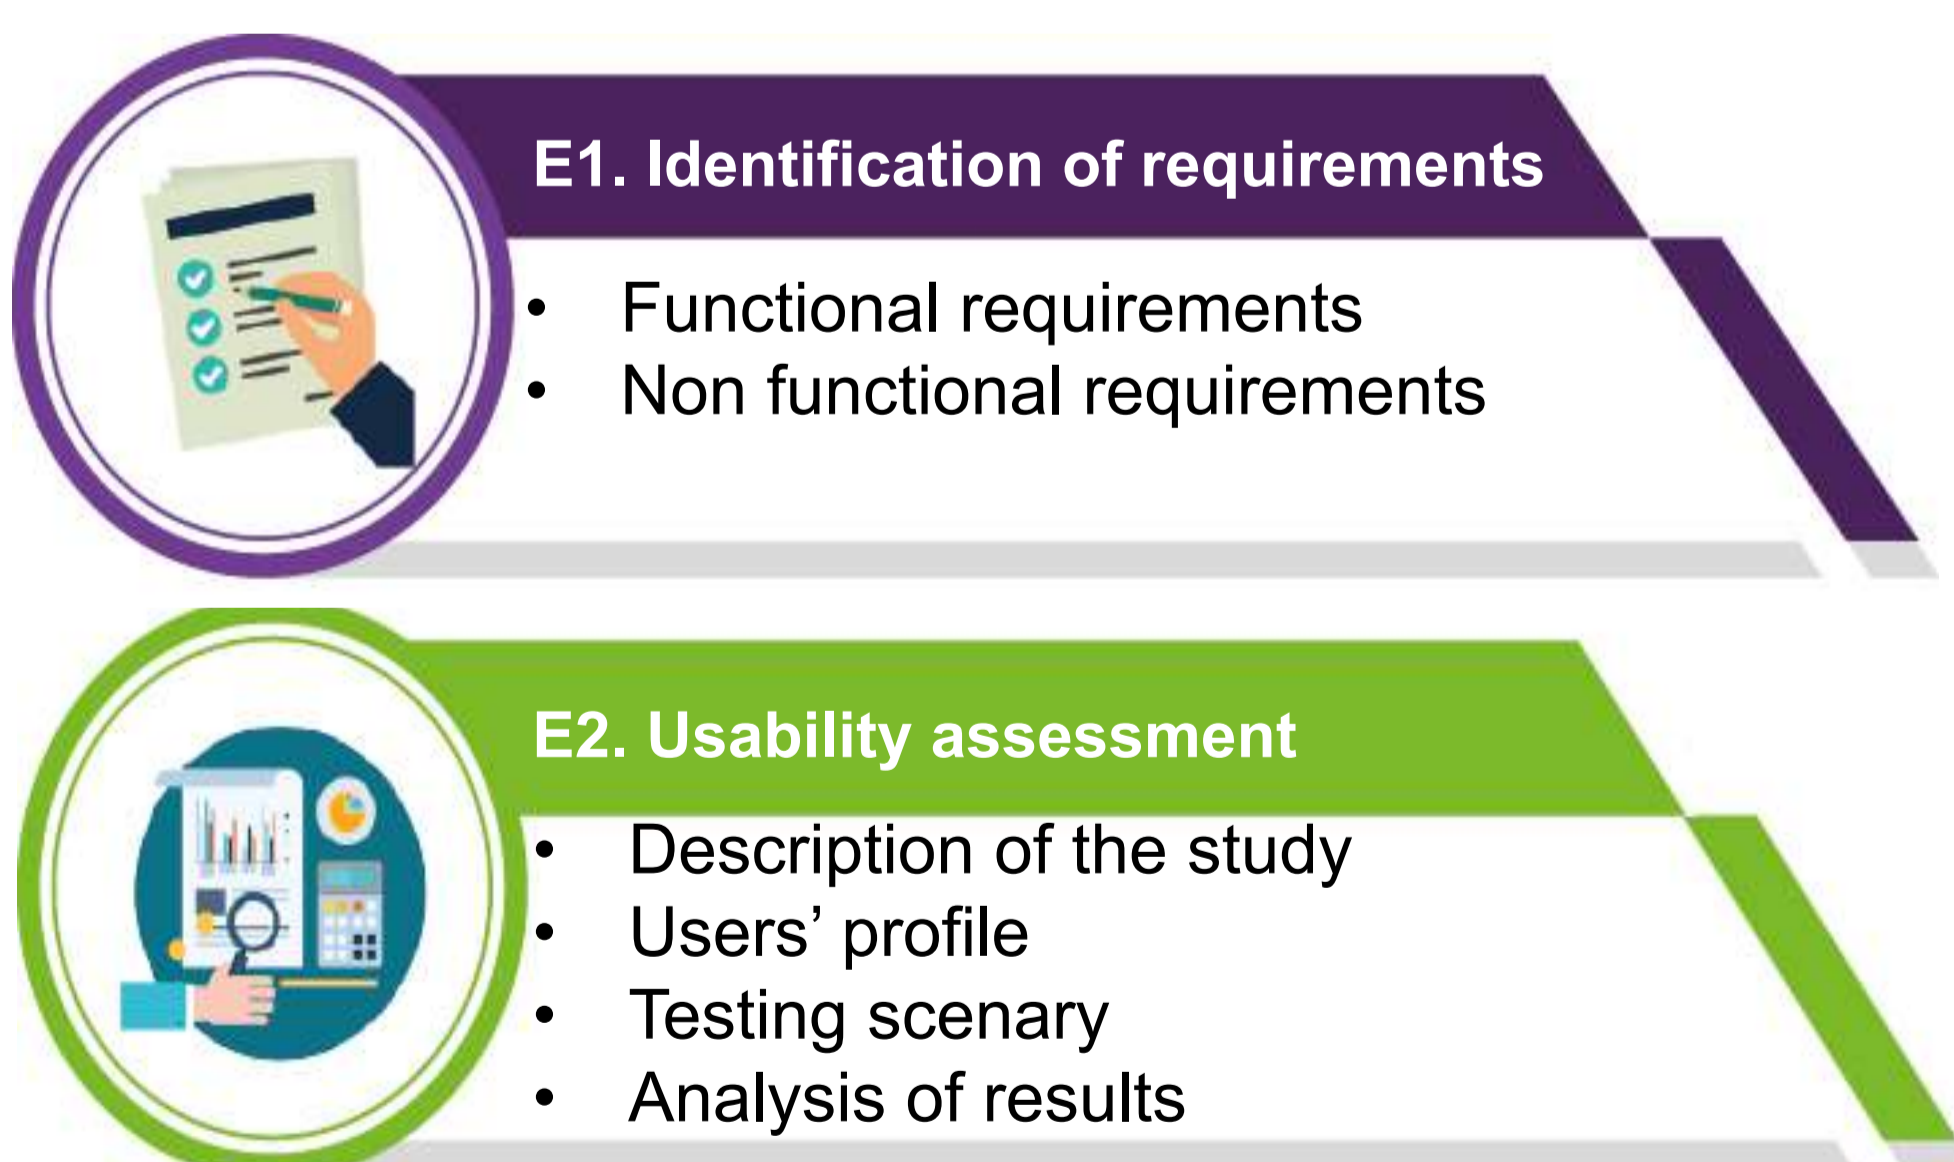 E1. Identification of requirements
• Functional requirements
• Non functional requirements
E2. Usability assessment
• Description of the study
• Users’ profile
• Testing scenary
• Analysis of results